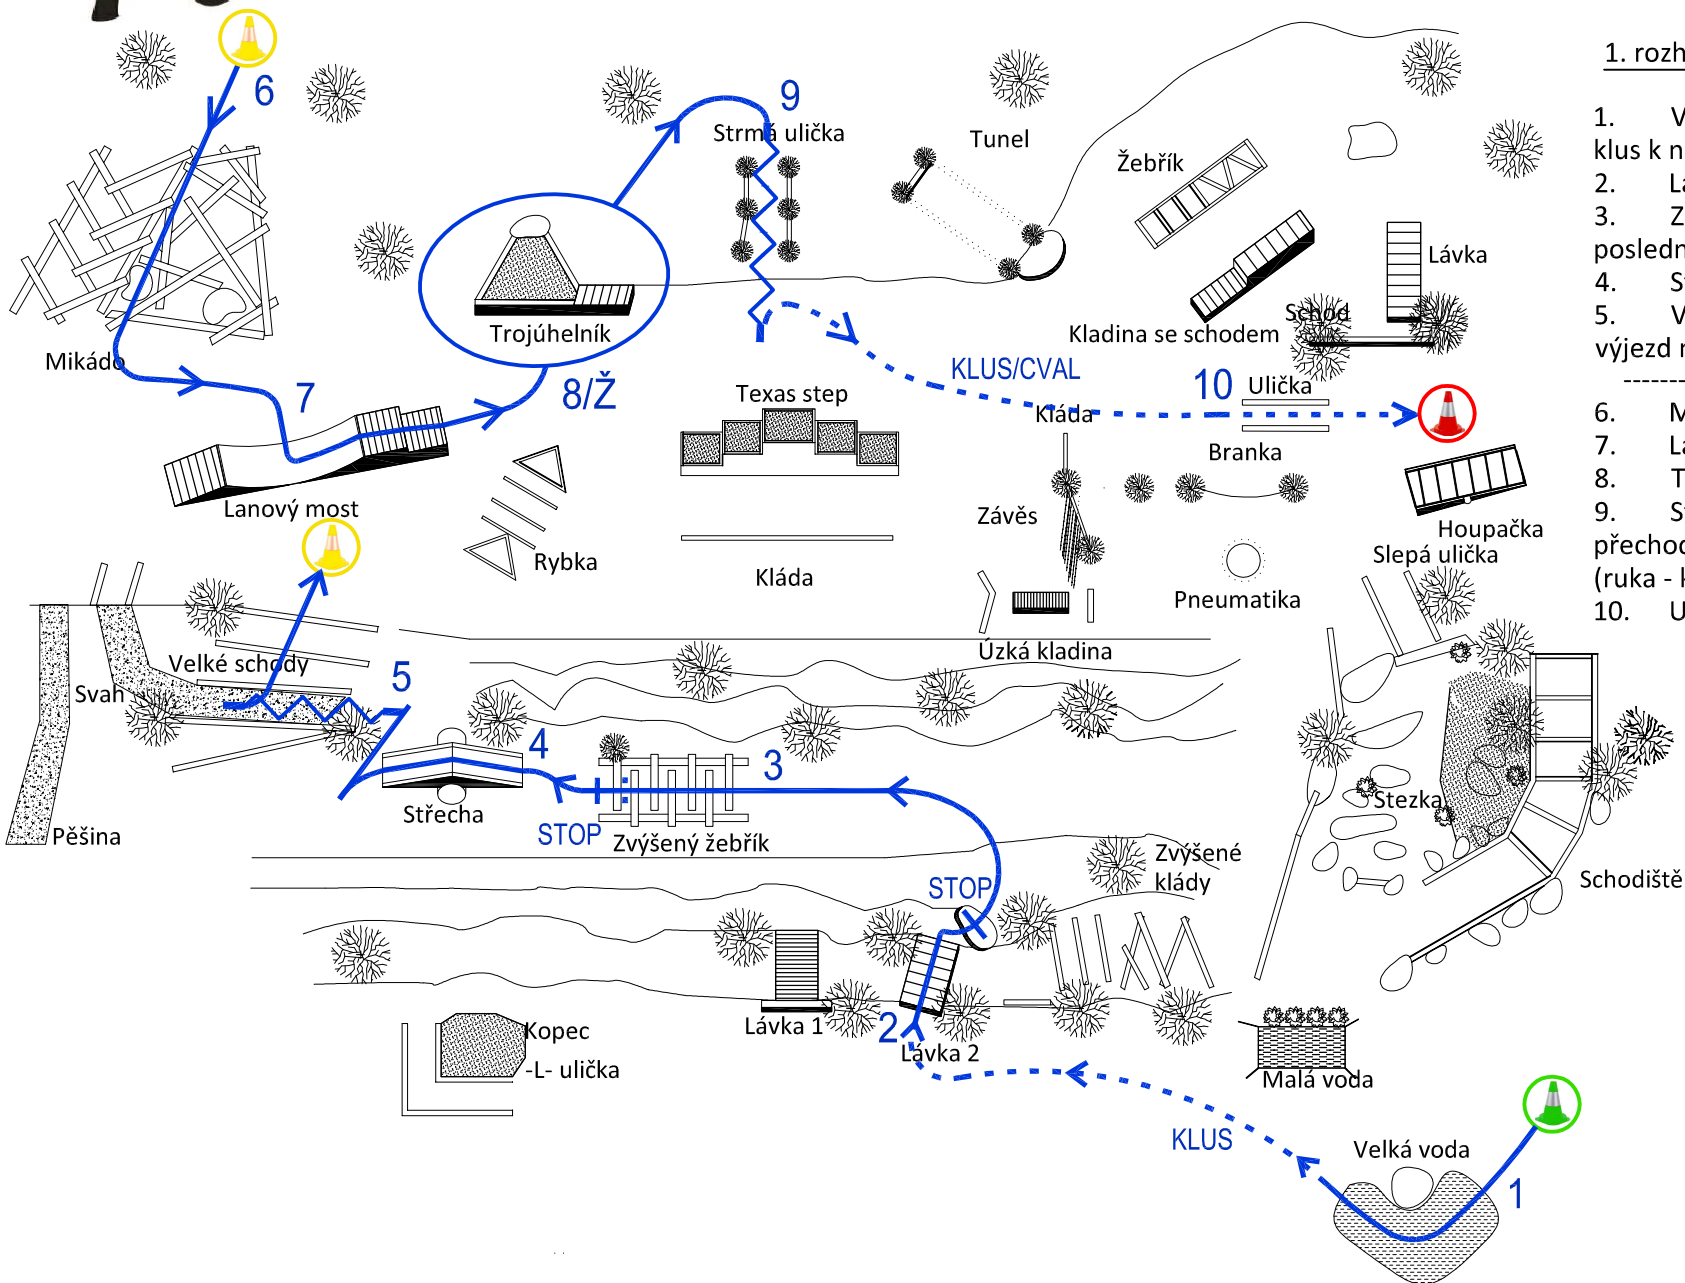 6
9
Strmá ulička
Tunel
Žebřík
Lávka
Schod
Kladina se schodem
Trojúhelník
Mikádo
7
8/Ž
KLUS/CVAL
10
Ulička
Texas step
Kláda
Branka
Lanový most
Závěs
Houpačka
Slepá ulička
Rybka
Kláda
Pneumatika
Úzká kladina
Velké schody
5
Svah
4
3
Střecha
STOP
Zvýšený žebřík
Stezka
Pěšina
Zvýšené
klády
Schodiště
STOP
Lávka 1
2
Lávka 2
Kopec
-L- ulička
Malá voda
KLUS
Velká voda
1
1. rozh
1. V
klus k n
2. La
3. Z
posledn
4. S
5. V
výjezd n
-------
6. M
7. La
8. T
9. S
přechod
(ruka - k
10. U